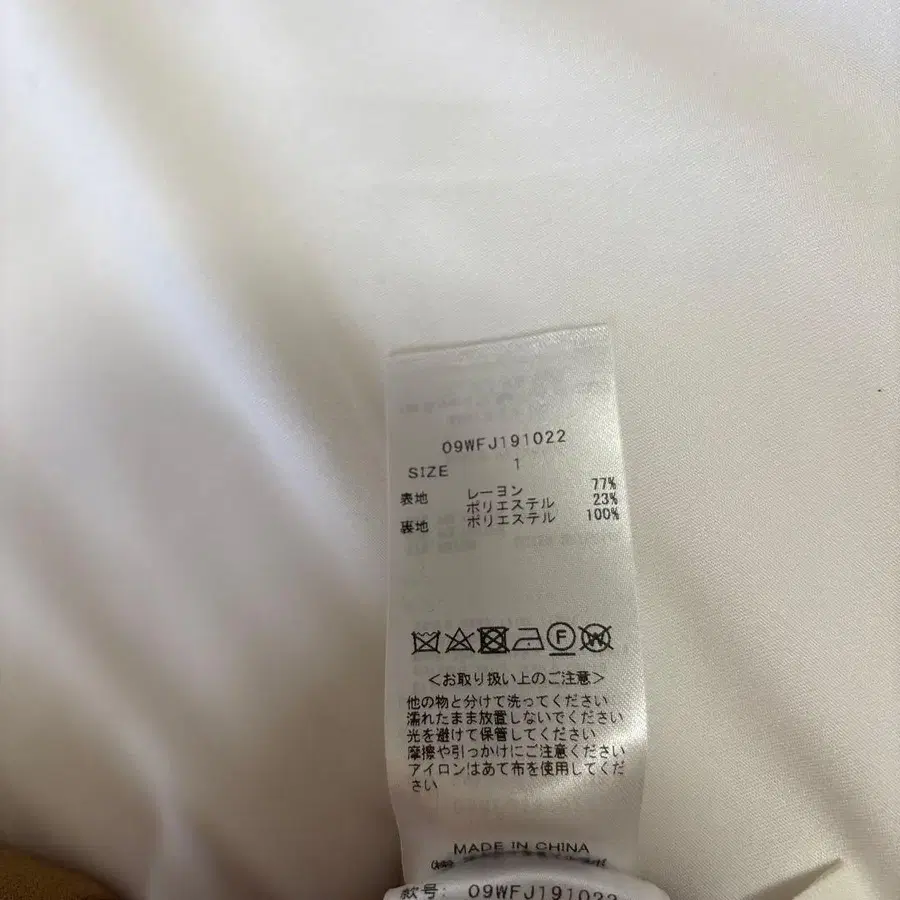 09WFJ191022
SIZE 1
表地 レーヨン 77%
ポリエステル 23%
裏地 ポリエステル 100%
F W
<お取り扱い上のご注意>
他の物と分けて洗ってください
濡れたまま放置しないでください
光を避けて保管してください
摩擦や引っかけにご注意ください
アイロンはあて布を使用してくだ
さい
MADE IN CHINA
款号: 09WFJ191022